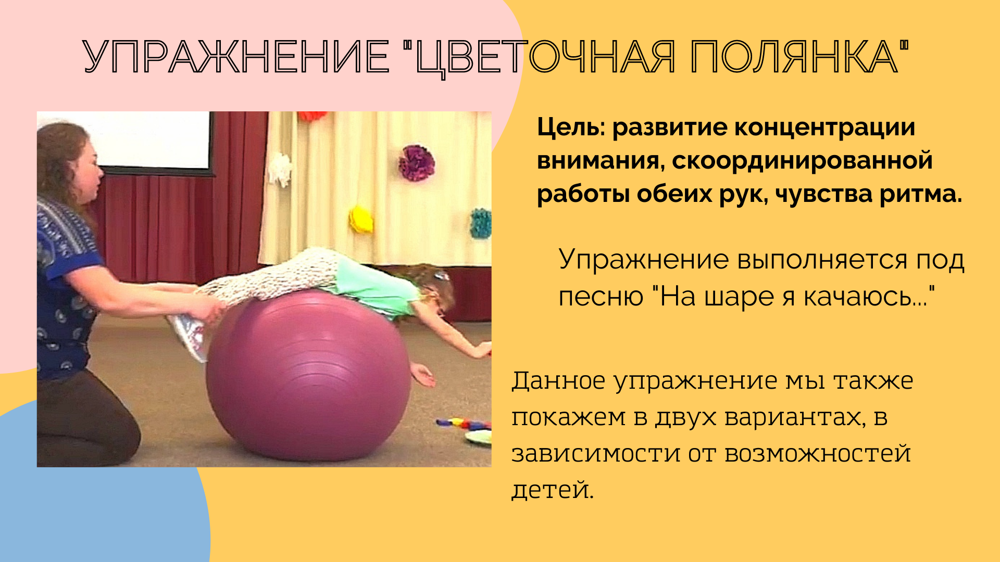 УПРАЖНЕНИЕ "ЦВЕТОЧНАЯ ПОЛЯНКА"
Цель: развитие концентрации
внимания, скоординированной
работы обеих рук, чувства ритма.
Упражнение выполняется под
песню "На шаре я качаюсь..."
Данное упражнение мы также
покажем в двух вариантах, в
зависимости от возможностей
детей.